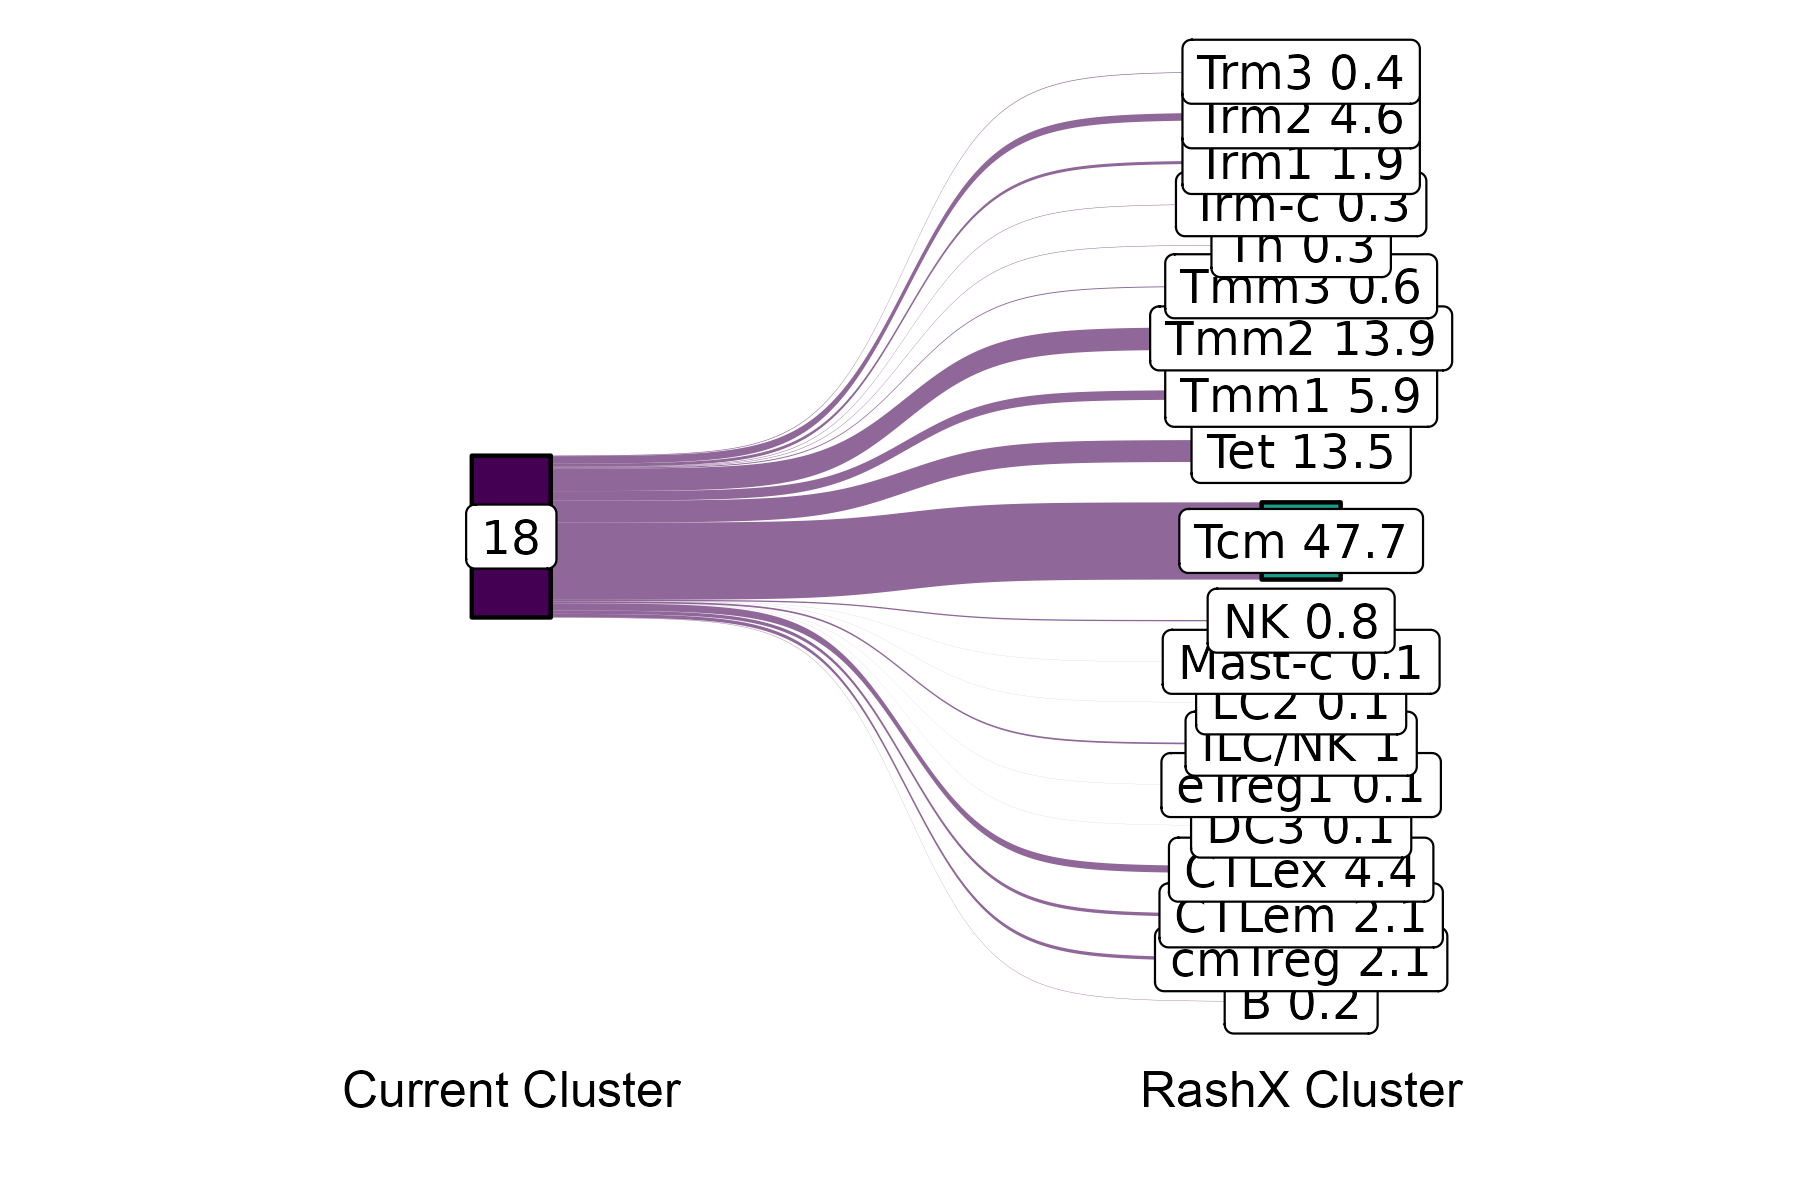 Trm3 0.4
Trm2 4.6
Trm1 1.9
Trm-c 0.3
Tn 0.3
Tmm3 0.6
Tmm2 13.9
Tmm1 5.9
Tet 13.5
18
Tcm 47.7
NK 0.8
Mast-c 0.1
LC2 0.1
ILC/NK 1
eTreg1 0.1
DC3 0.1
CTLex 4.4
CTLem 2.1
cmTreg 2.1
B 0.2
Current Cluster RashX Cluster